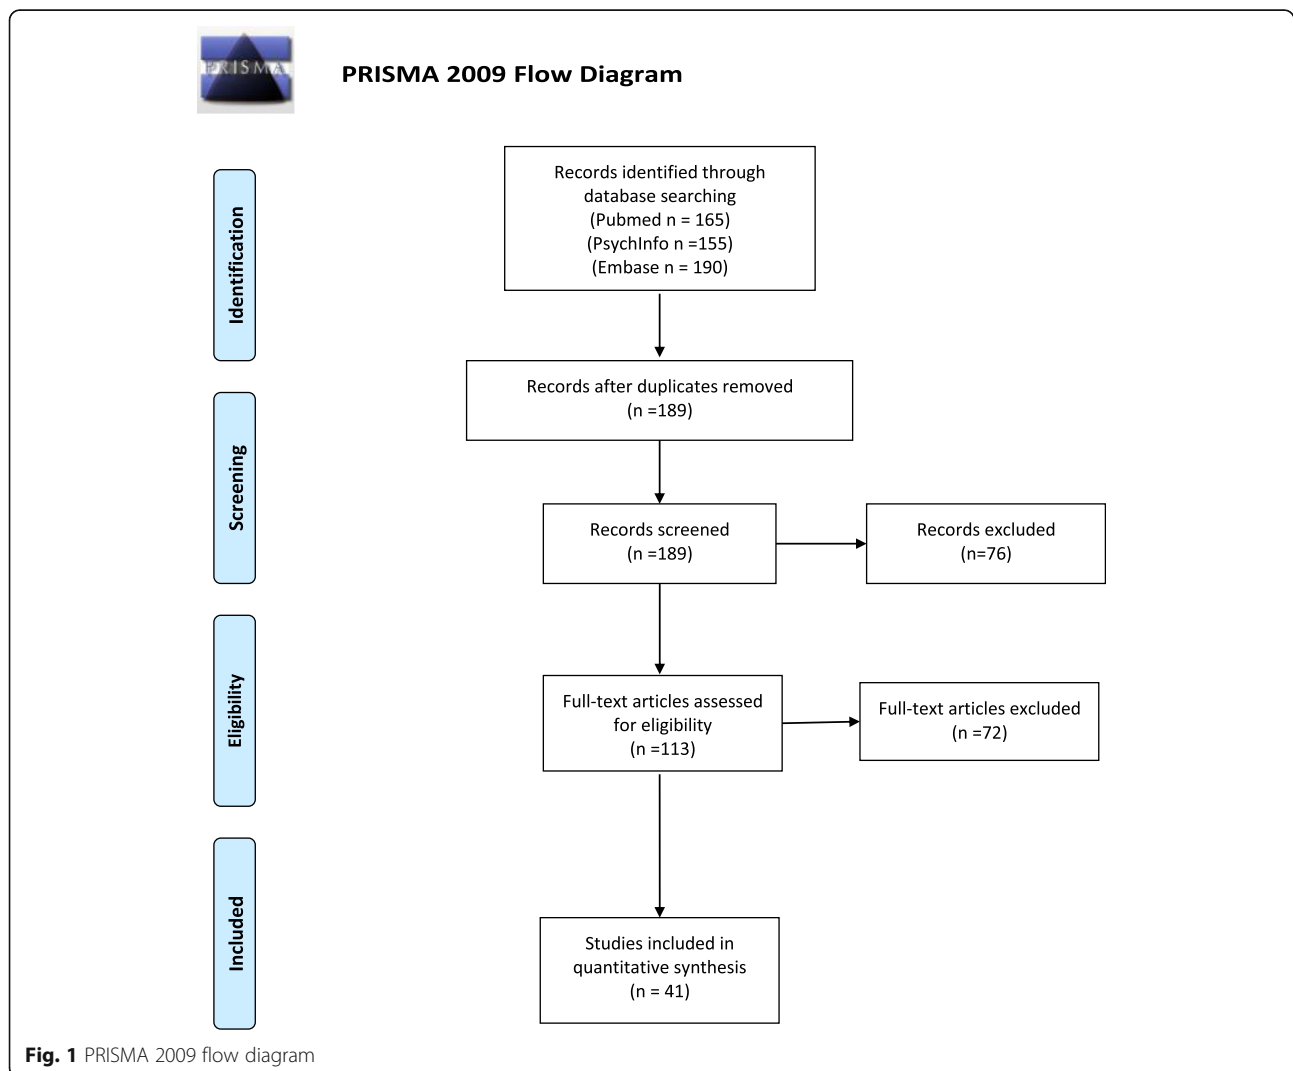 PRISMA
PRISMA 2009 Flow Diagram
Identification
Records identified through
database searching
(Pubmed n = 165)
(PsychInfo n =155)
(Embase n = 190)
Records after duplicates removed
(n =189)
Screening
Records screened
(n =189)
Records excluded
(n=76)
Eligibility
Full-text articles assessed
for eligibility
(n =113)
Full-text articles excluded
(n =72)
Included
Studies included in
quantitative synthesis
(n = 41)
Fig. 1 PRISMA 2009 flow diagram